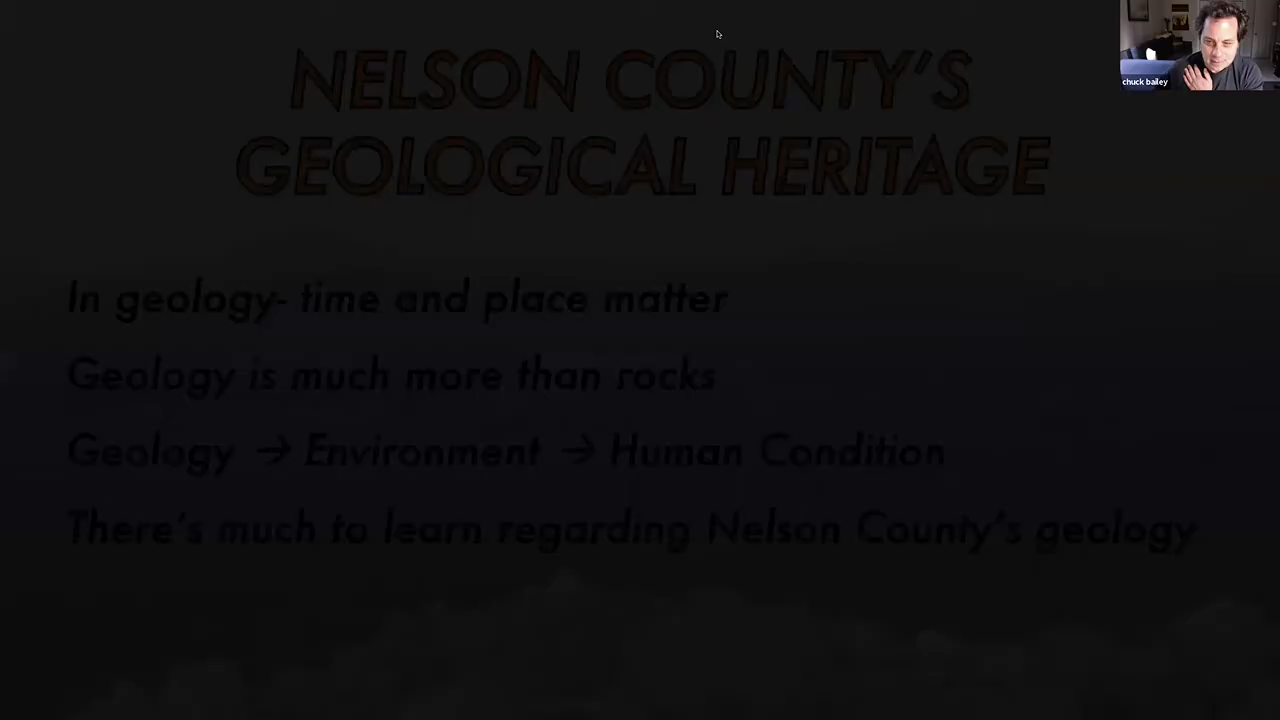 NELSON COUNTY'S
GEOLOGICAL HERITAGE
chuck bailey
In geology- time and place matter
Geology is much more than rocks
Geology → Environment → Human Condition
There's much to learn regarding Nelson County's geology